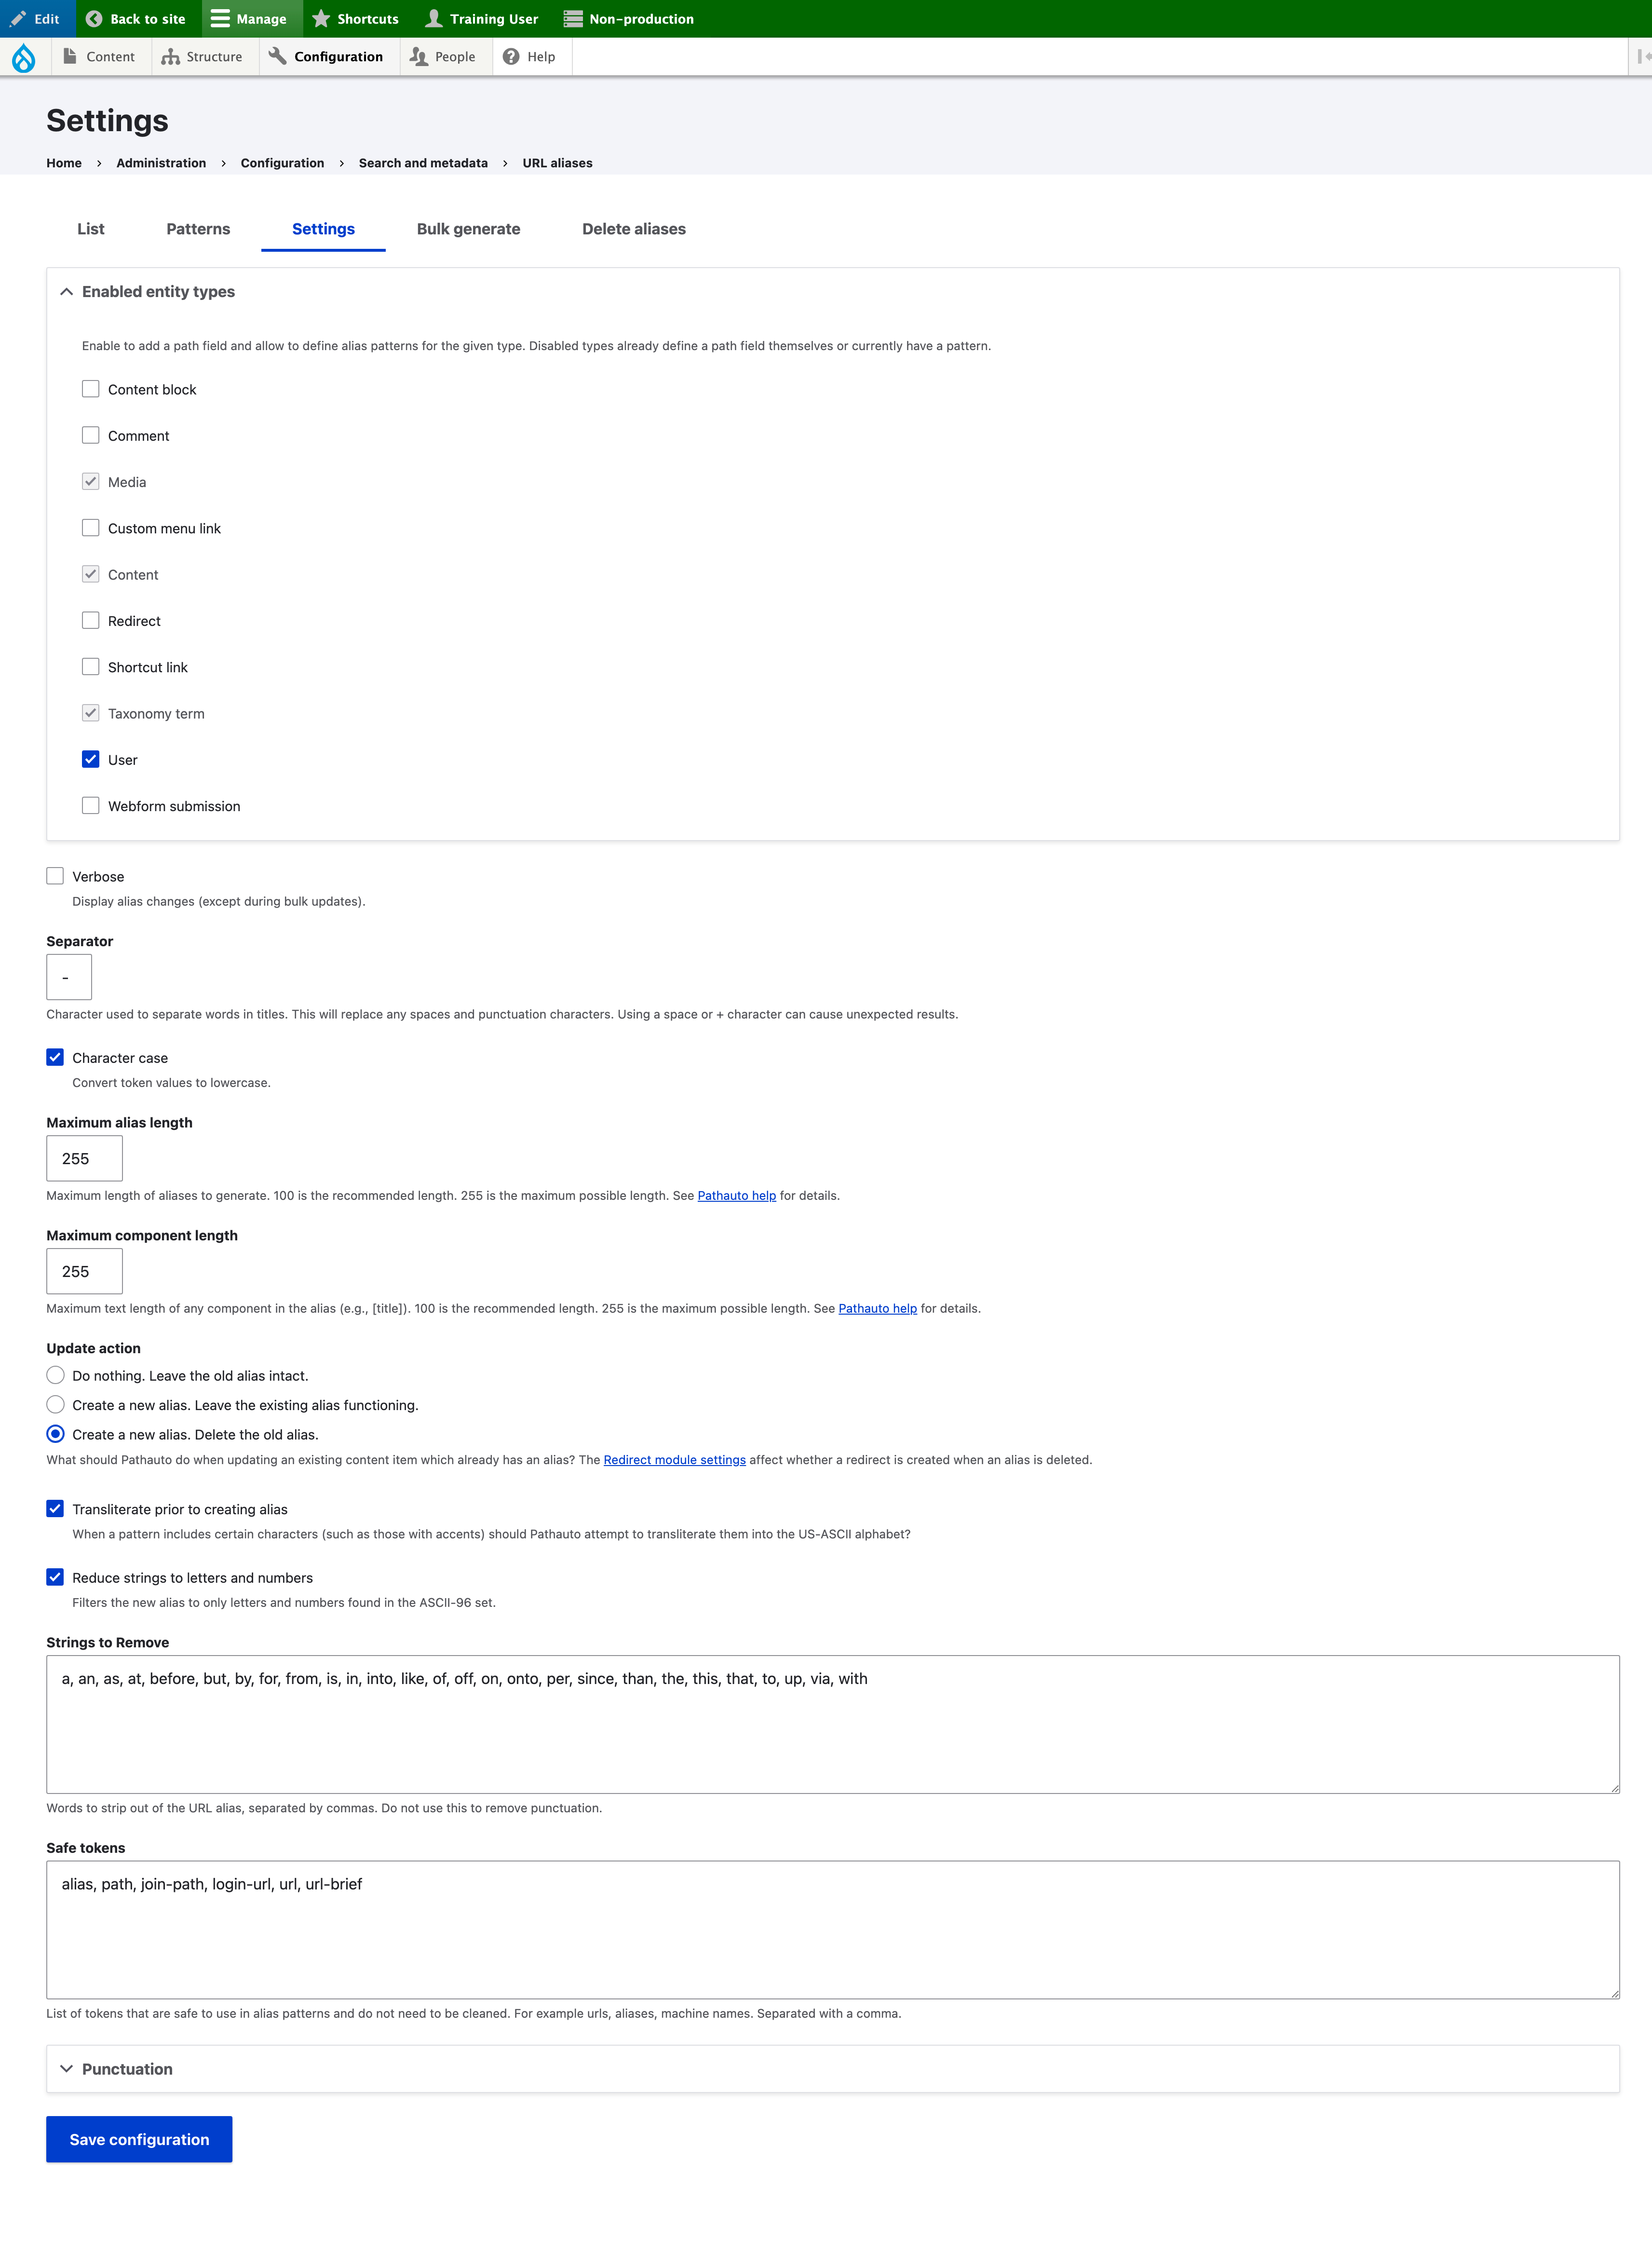 Edit Back to site Manage Shortcuts Training User Non-production
Content Structure Configuration People Help
Settings
Home › Administration › Configuration › Search and metadata › URL aliases
List Patterns Settings Bulk generate Delete aliases
Enabled entity types
Enable to add a path field and allow to define alias patterns for the given type. Disabled types already define a path field themselves or currently have a pattern.
Content block
Comment
Media
Custom menu link
Content
Redirect
Shortcut link
Taxonomy term
User
Webform submission
Verbose
Display alias changes (except during bulk updates).
Separator
-
Character used to separate words in titles. This will replace any spaces and punctuation characters. Using a space or + character can cause unexpected results.
Character case
Convert token values to lowercase.
Maximum alias length
255
Maximum length of aliases to generate. 100 is the recommended length. 255 is the maximum possible length. See Pathauto help for details.
Maximum component length
255
Maximum text length of any component in the alias (e.g., [title]). 100 is the recommended length. 255 is the maximum possible length. See Pathauto help for details.
Update action
Do nothing. Leave the old alias intact.
Create a new alias. Leave the existing alias functioning.
Create a new alias. Delete the old alias.
What should Pathauto do when updating an existing content item which already has an alias? The Redirect module settings affect whether a redirect is created when an alias is deleted.
Transliterate prior to creating alias
When a pattern includes certain characters (such as those with accents) should Pathauto attempt to transliterate them into the US-ASCII alphabet?
Reduce strings to letters and numbers
Filters the new alias to only letters and numbers found in the ASCII-96 set.
Strings to Remove
a, an, as, at, before, but, by, for, from, is, in, into, like, of, off, on, onto, per, since, than, the, this, that, to, up, via, with
Words to strip out of the URL alias, separated by commas. Do not use this to remove punctuation.
Safe tokens
alias, path, join-path, login-url, url, url-brief
List of tokens that are safe to use in alias patterns and do not need to be cleaned. For example urls, aliases, machine names. Separated with a comma.
Punctuation
Save configuration